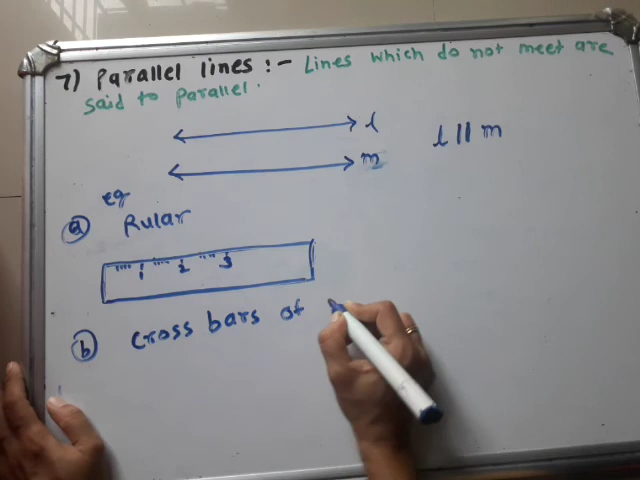 7) Parallel lines :- Lines which do not meet are
said to parallel.
l
l || m
m
eg
a Rular
1 2 3
b cross bars of